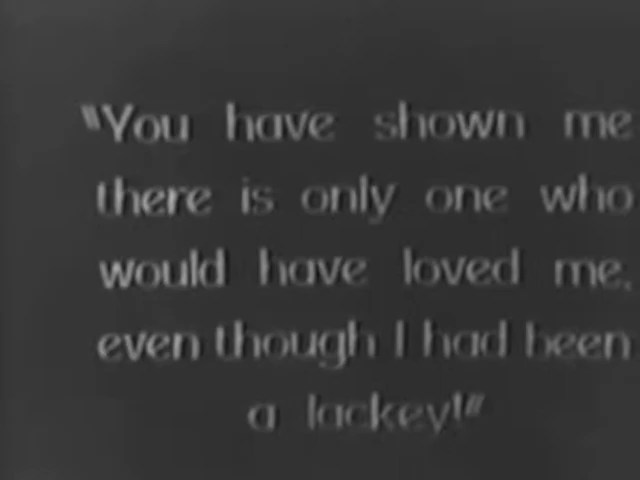 "You have shown me
there is only one who
would have loved me,
even though I had been
a lackey!"